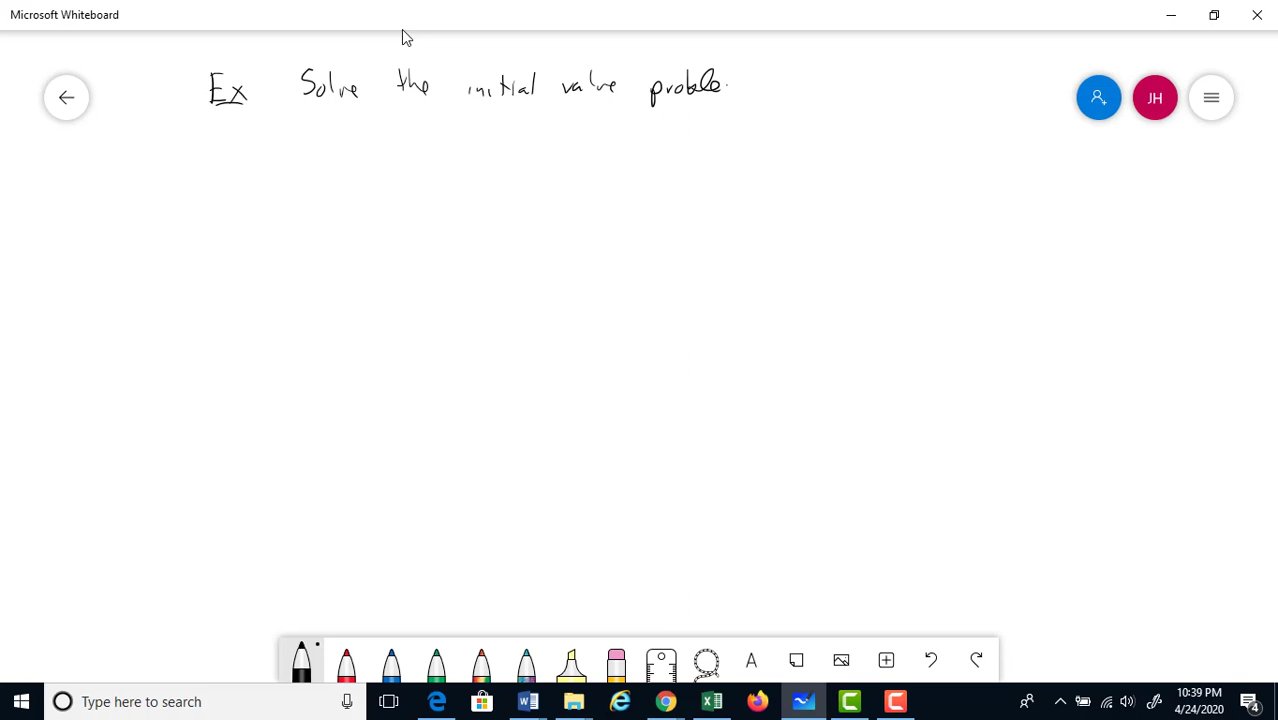 Microsoft Whiteboard
Ex Solve the initial value proble
JH
A
Type here to search
10:39 PM
4/24/2020
4